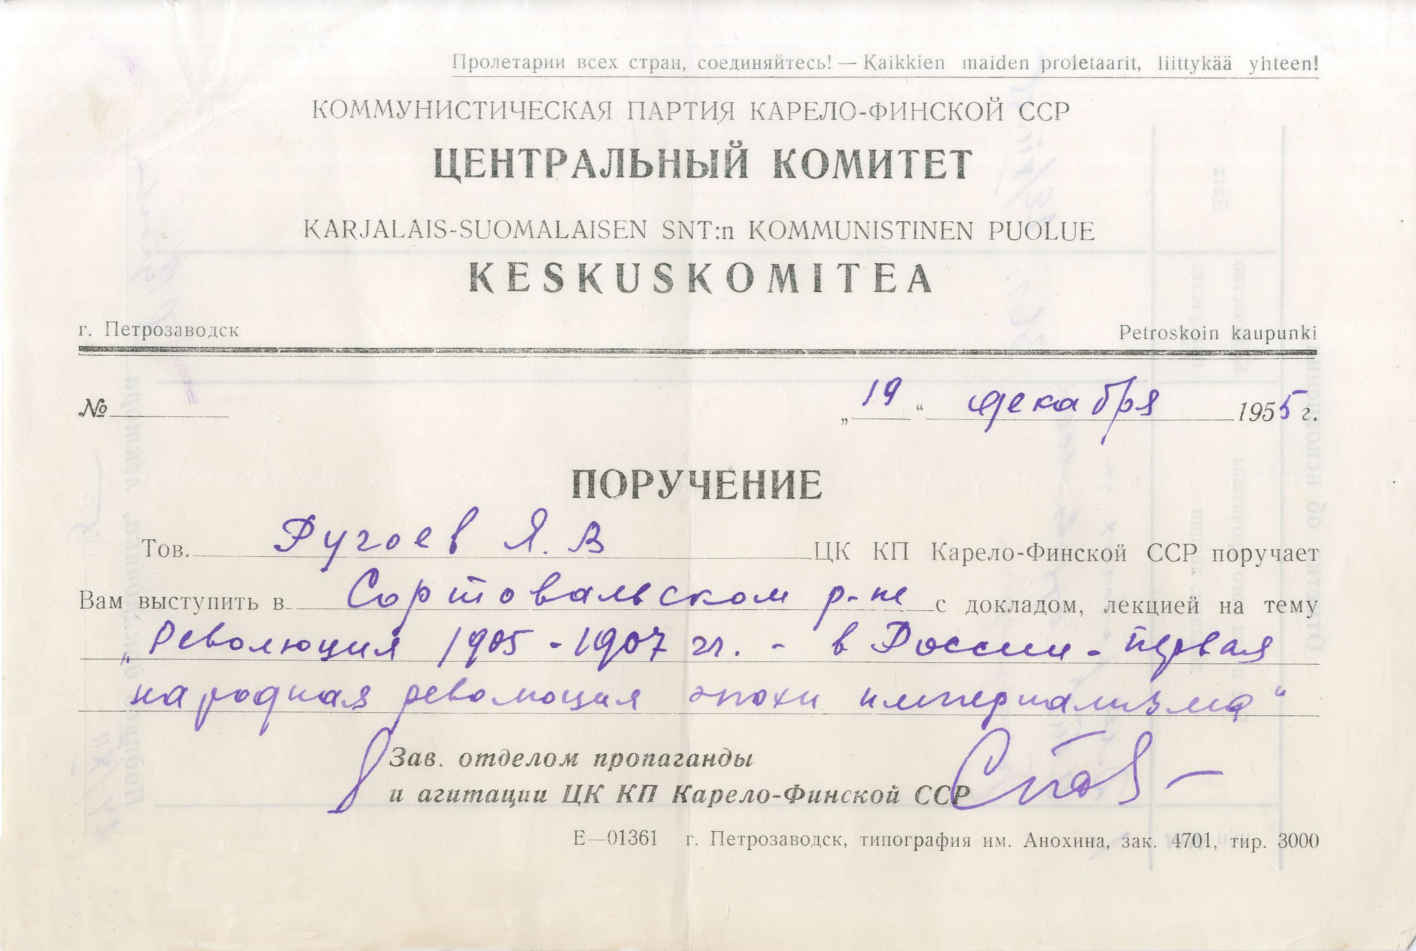 Пролетарии всех стран, соединяйтесь! — Kaikkien maiden proletaarit, liittykää yhteen!
КОММУНИСТИЧЕСКАЯ ПАРТИЯ КАРЕЛО-ФИНСКОЙ ССР
ЦЕНТРАЛЬНЫЙ КОМИТЕТ
KARJALAIS-SUOMALAISEN SNT:n KOMMUNISTINEN PUOLUE
KESKUSKOMITEA
г. Петрозаводск Petroskoin kaupunki
№ „19“ декабря 1955 г.
ПОРУЧЕНИЕ
Тов. Ругоев Я. В ЦК КП Карело-Финской ССР поручает
Вам выступить в Сортовальском р-не с докладом, лекцией на тему
„Революция 1905-1907 гг. - в России - первая
народная революция эпохи империализма“
Зав. отделом пропаганды
и агитации ЦК КП Карело-Финской ССР
Е—01361 г. Петрозаводск, типография им. Анохина, зак. 4701, тир. 3000